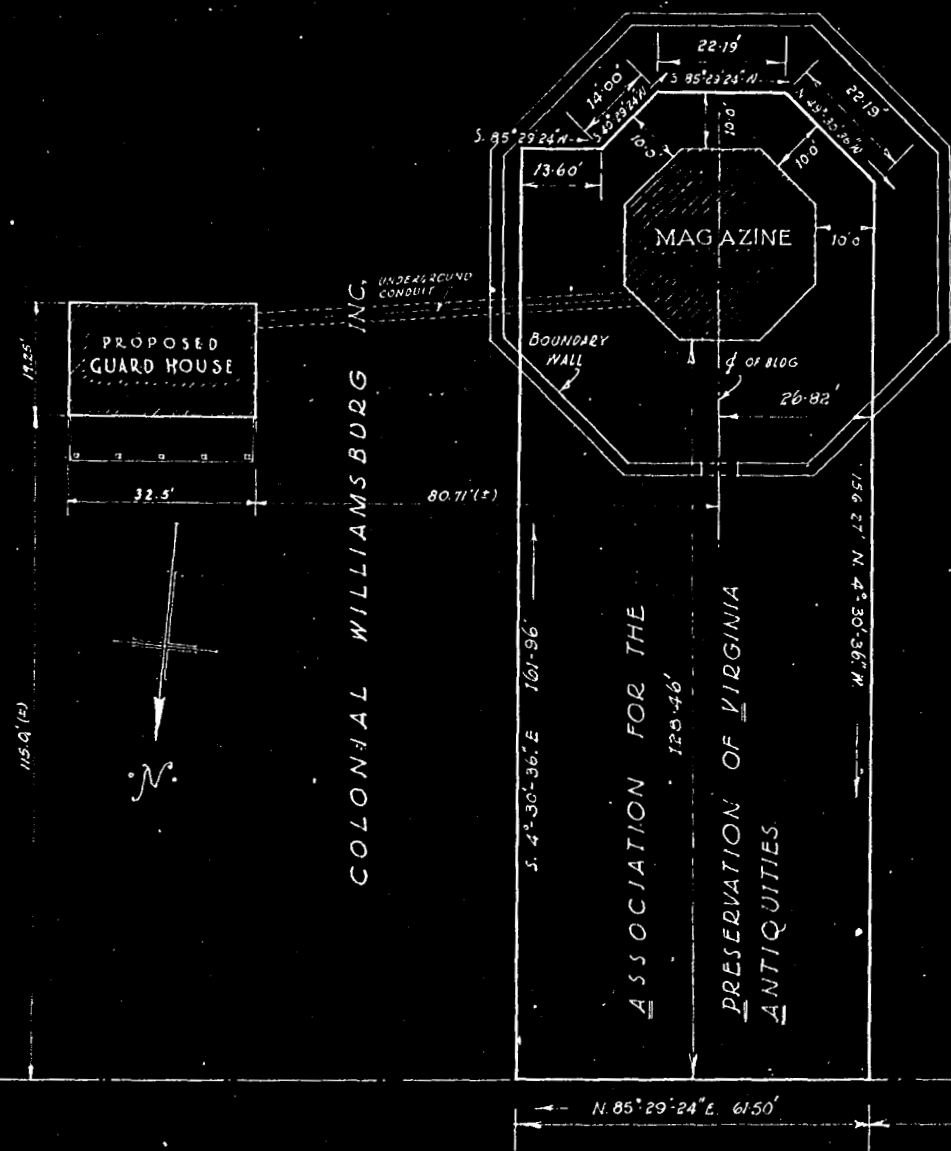 22.19'
S 85° 29' 24" W
14.00'
S 40° 29' 24" W
22.19'
N 49° 30' 36" W
S. 85° 29' 24" W
13.60'
10.0
10.0
10.0'
10.0
MAGAZINE
UNDERGROUND
CONDUIT
PROPOSED
GUARD HOUSE
19.25'
32.5'
80.71' (±)
BOUNDARY
WALL
₵ OF BLDG
26.82'
COLONIAL WILLIAMSBURG INC.
115.0' (±)
N
S. 4°-30'-36" E 161.96'
ASSOCIATION FOR THE
PRESERVATION OF VIRGINIA
ANTIQUITIES
128.46'
156.27' N. 4°-30'-36" W.
N. 85°-29'-24" E. 61.50'